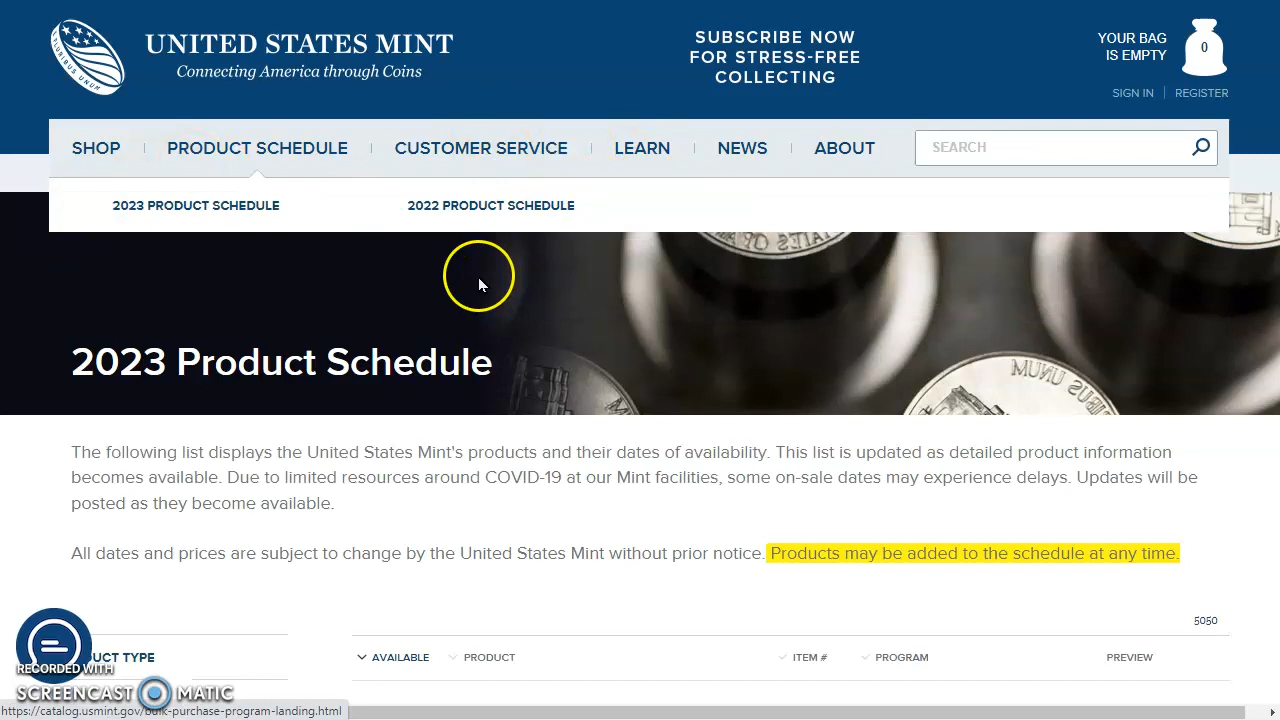 PLURIBUS UNUM
UNITED STATES MINT
Connecting America through Coins
SUBSCRIBE NOW
FOR STRESS-FREE
COLLECTING
YOUR BAG
IS EMPTY
0
SIGN IN
REGISTER
SHOP
PRODUCT SCHEDULE
CUSTOMER SERVICE
LEARN
NEWS
ABOUT
SEARCH
2023 PRODUCT SCHEDULE
2022 PRODUCT SCHEDULE
2023 Product Schedule
The following list displays the United States Mint's products and their dates of availability. This list is updated as detailed product information
becomes available. Due to limited resources around COVID-19 at our Mint facilities, some on-sale dates may experience delays. Updates will be
posted as they become available.
All dates and prices are subject to change by the United States Mint without prior notice. Products may be added to the schedule at any time.
5050
UCT TYPE
AVAILABLE
PRODUCT
ITEM #
PROGRAM
PREVIEW
RECORDED WITH
SCREENCAST MATIC
https://catalog.usmint.gov/bulk-purchase-program-landing.html